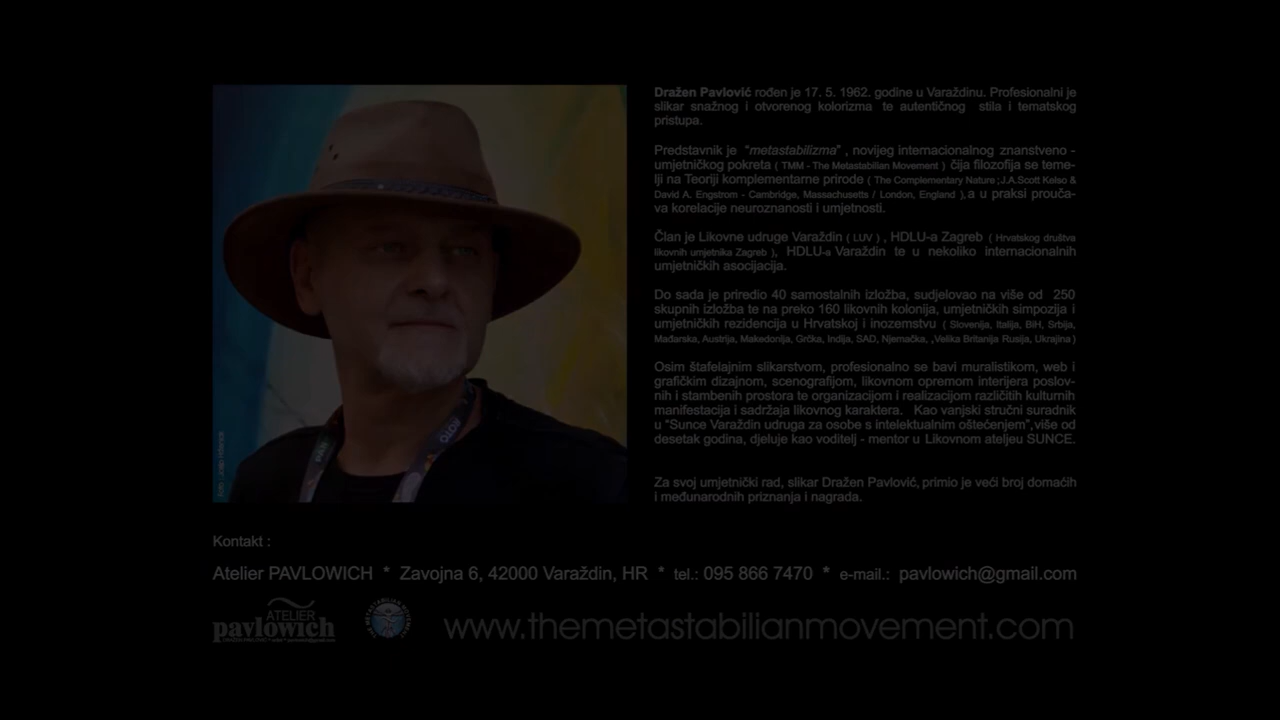 Dražen Pavlović rođen je 17. 5. 1962. godine u Varaždinu. Profesionalni je
slikar snažnog i otvorenog kolorizma te autentičnog stila i tematskog
pristupa.
Predstavnik je "metastabilizma" , novijeg internacionalnog znanstveno -
umjetničkog pokreta ( TMM - The Metastabilian Movement ) čija filozofija se teme-
lji na Teoriji komplementarne prirode ( The Complementary Nature ;J.A.Scott Kelso &
David A. Engstrom - Cambridge, Massachusetts / London, England ),a u praksi prouča-
va korelacije neuroznanosti i umjetnosti.
Član je Likovne udruge Varaždin ( LUV ) , HDLU-a Zagreb ( Hrvatskog društva
likovnih umjetnika Zagreb ), HDLU-a Varaždin te u nekoliko internacionalnih
umjetničkih asocijacija.
Do sada je priredio 40 samostalnih izložba, sudjelovao na više od 250
skupnih izložba te na preko 160 likovnih kolonija, umjetničkih simpozija i
umjetničkih rezidencija u Hrvatskoj i inozemstvu ( Slovenija, Italija, BiH, Srbija,
Mađarska, Austrija, Makedonija, Grčka, Indija, SAD, Njemačka, ,Velika Britanija Rusija, Ukrajina )
Osim štafelajnim slikarstvom, profesionalno se bavi muralistikom, web i
grafičkim dizajnom, scenografijom, likovnom opremom interijera poslov-
nih i stambenih prostora te organizacijom i realizacijom različitih kulturnih
manifestacija i sadržaja likovnog karaktera. Kao vanjski stručni suradnik
u "Sunce Varaždin udruga za osobe s intelektualnim oštećenjem",više od
desetak godina, djeluje kao voditelj - mentor u Likovnom ateljeu SUNCE.
Za svoj umjetnički rad, slikar Dražen Pavlović, primio je veći broj domaćih
i međunarodnih priznanja i nagrada.
Kontakt :
Atelier PAVLOWICH * Zavojna 6, 42000 Varaždin, HR * tel.: 095 866 7470 * e-mail.: pavlowich@gmail.com
ATELIER
pavlowich
THE METASTABILIAN MOVEMENT
www.themetastabilianmovement.com